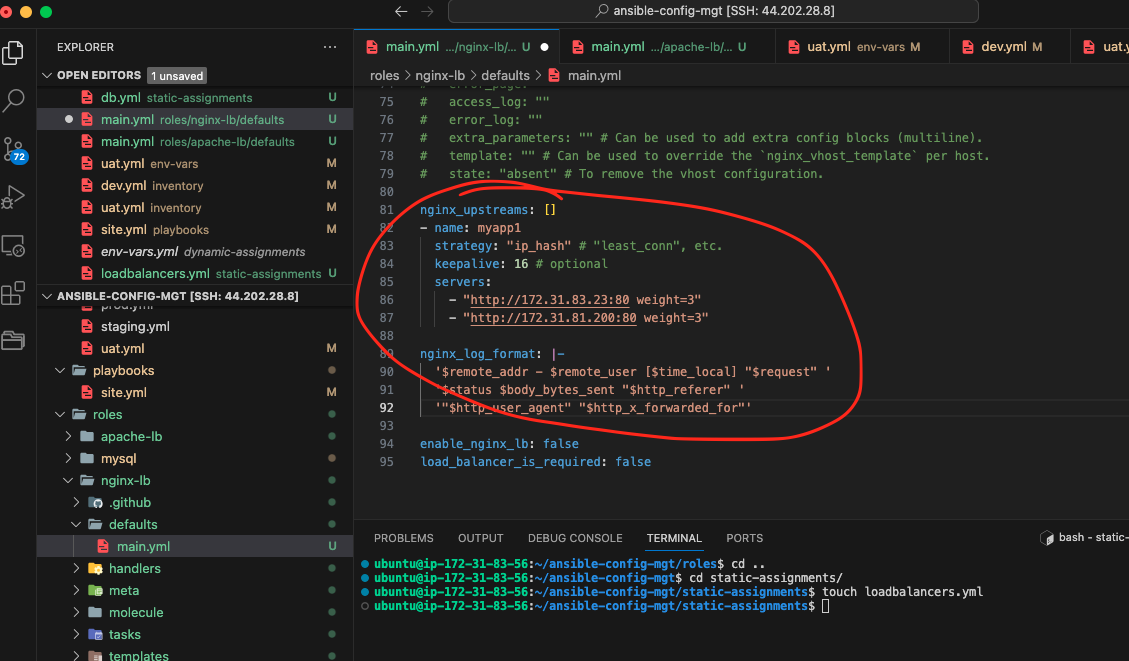 ansible-config-mgt [SSH: 44.202.28.8]
EXPLORER
main.yml .../nginx-lb/... U
main.yml .../apache-lb/... U
uat.yml env-vars M
dev.yml M
uat.y
OPEN EDITORS 1 unsaved
roles > nginx-lb > defaults > main.yml
db.yml static-assignments U
main.yml roles/nginx-lb/defaults U
main.yml roles/apache-lb/defaults U
uat.yml env-vars M
dev.yml inventory M
uat.yml inventory M
site.yml playbooks M
env-vars.yml dynamic-assignments
loadbalancers.yml static-assignments U
72
ANSIBLE-CONFIG-MGT [SSH: 44.202.28.8]
prod.yml
staging.yml
uat.yml M
playbooks
site.yml M
roles
apache-lb
mysql
nginx-lb
.github
defaults
main.yml U
handlers
meta
molecule
tasks
templates
74 # error_page: ""
75 # access_log: ""
76 # error_log: ""
77 # extra_parameters: "" # Can be used to add extra config blocks (multiline).
78 # template: "" # Can be used to override the `nginx_vhost_template` per host.
79 # state: "absent" # To remove the vhost configuration.
80
81 nginx_upstreams: []
82 - name: myapp1
83 strategy: "ip_hash" # "least_conn", etc.
84 keepalive: 16 # optional
85 servers:
86 - "http://172.31.83.23:80 weight=3"
87 - "http://172.31.81.200:80 weight=3"
88
89 nginx_log_format: |-
90 '$remote_addr - $remote_user [$time_local] "$request" '
91 '$status $body_bytes_sent "$http_referer" '
92 '"$http_user_agent" "$http_x_forwarded_for"'
93
94 enable_nginx_lb: false
95 load_balancer_is_required: false
PROBLEMS OUTPUT DEBUG CONSOLE TERMINAL PORTS
bash - static-
ubuntu@ip-172-31-83-56:~/ansible-config-mgt/roles$ cd ..
ubuntu@ip-172-31-83-56:~/ansible-config-mgt$ cd static-assignments/
ubuntu@ip-172-31-83-56:~/ansible-config-mgt/static-assignments$ touch loadbalancers.yml
ubuntu@ip-172-31-83-56:~/ansible-config-mgt/static-assignments$